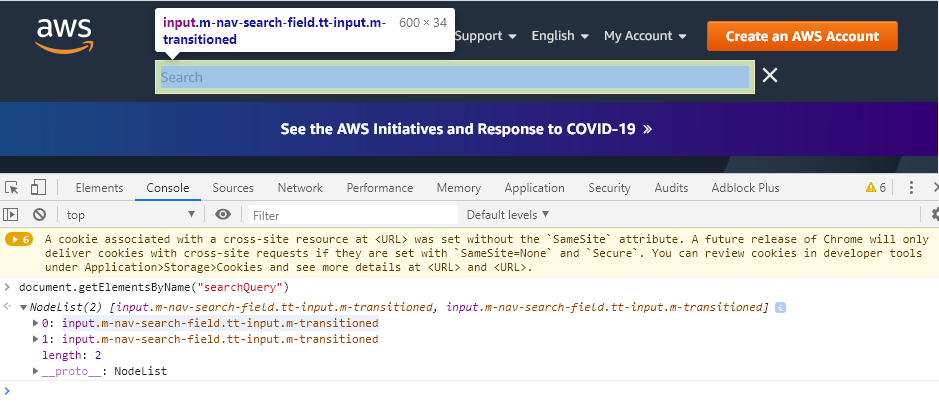 aws
input.m-nav-search-field.tt-input.m- 600 × 34
transitioned
Support English My Account Create an AWS Account
Search
See the AWS Initiatives and Response to COVID-19 »
Elements Console Sources Network Performance Memory Application Security Audits Adblock Plus 6
top Filter Default levels
6 A cookie associated with a cross-site resource at <URL> was set without the `SameSite` attribute. A future release of Chrome will only
deliver cookies with cross-site requests if they are set with `SameSite=None` and `Secure`. You can review cookies in developer tools
under Application>Storage>Cookies and see more details at <URL> and <URL>.
> document.getElementsByName("searchQuery")
NodeList(2) [input.m-nav-search-field.tt-input.m-transitioned, input.m-nav-search-field.tt-input.m-transitioned] i
0: input.m-nav-search-field.tt-input.m-transitioned
1: input.m-nav-search-field.tt-input.m-transitioned
length: 2
__proto__: NodeList
>